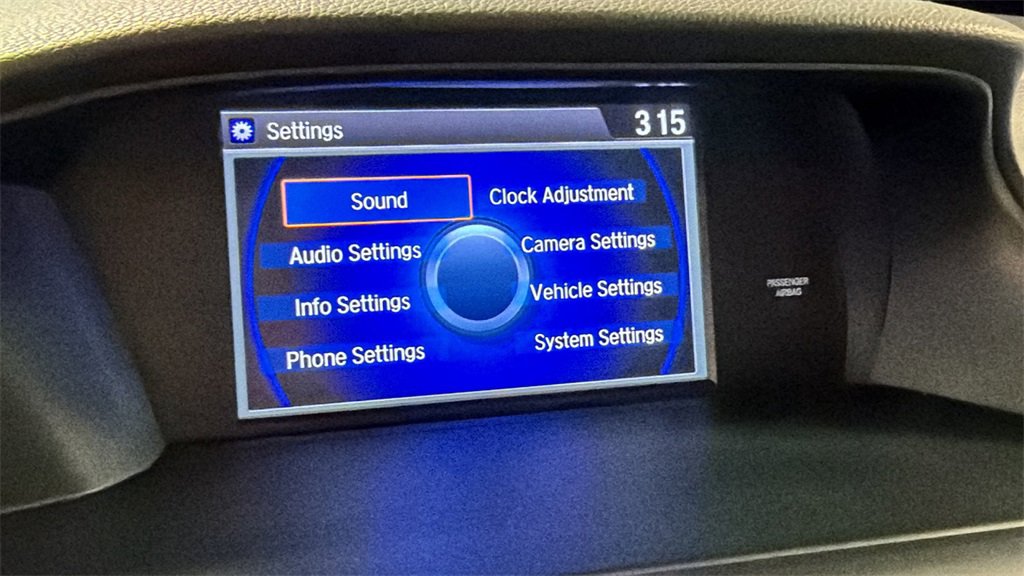 Settings
3 15
Sound
Clock Adjustment
Audio Settings
Camera Settings
Info Settings
Vehicle Settings
Phone Settings
System Settings
PASSENGER
AIRBAG